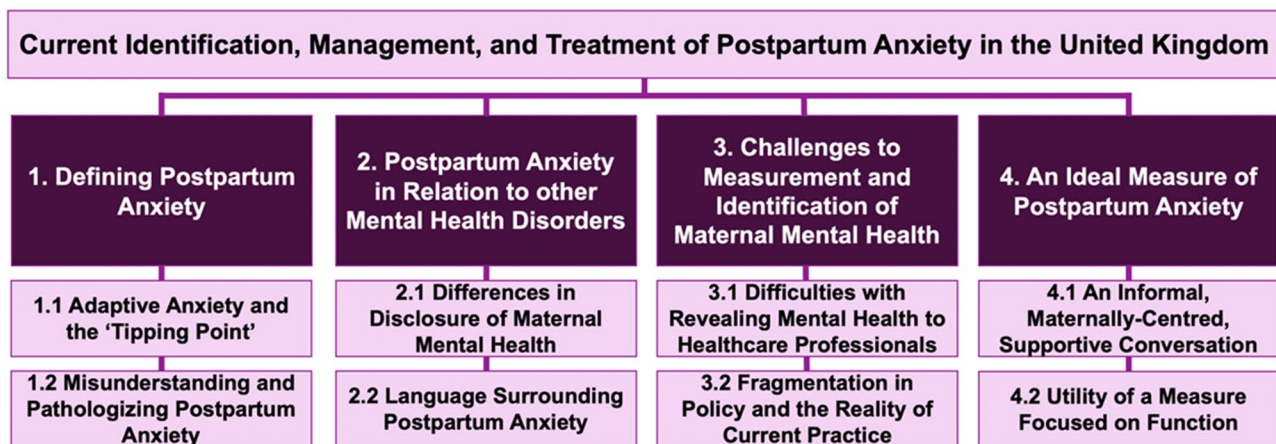 Current Identification, Management, and Treatment of Postpartum Anxiety in the United Kingdom
1. Defining Postpartum
Anxiety
2. Postpartum Anxiety
in Relation to other
Mental Health Disorders
3. Challenges to
Measurement and
Identification of
Maternal Mental Health
4. An Ideal Measure of
Postpartum Anxiety
1.1 Adaptive Anxiety and
the ‘Tipping Point’
2.1 Differences in
Disclosure of Maternal
Mental Health
3.1 Difficulties with
Revealing Mental Health to
Healthcare Professionals
4.1 An Informal,
Maternally-Centred,
Supportive Conversation
1.2 Misunderstanding and
Pathologizing Postpartum
Anxiety
2.2 Language Surrounding
Postpartum Anxiety
3.2 Fragmentation in
Policy and the Reality of
Current Practice
4.2 Utility of a Measure
Focused on Function